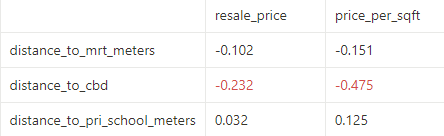 resale_price price_per_sqft
distance_to_mrt_meters -0.102 -0.151
distance_to_cbd -0.232 -0.475
distance_to_pri_school_meters 0.032 0.125